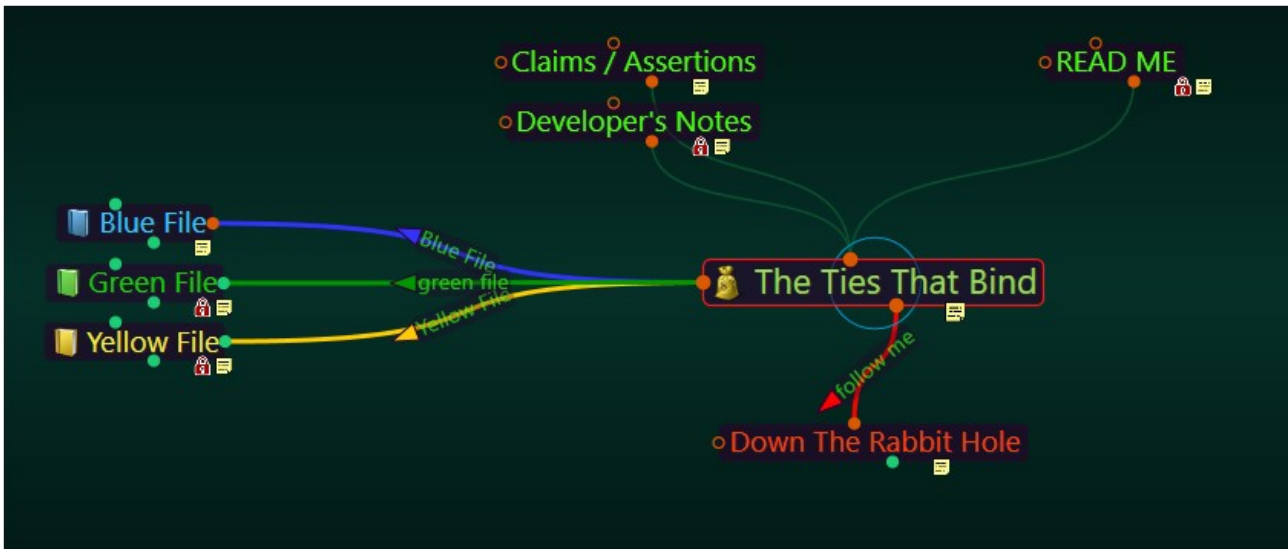 Claims / Assertions
READ ME
Developer's Notes
Blue File
Blue File
Green File
green file
The Ties That Bind
Yellow File
Yellow File
follow me
Down The Rabbit Hole